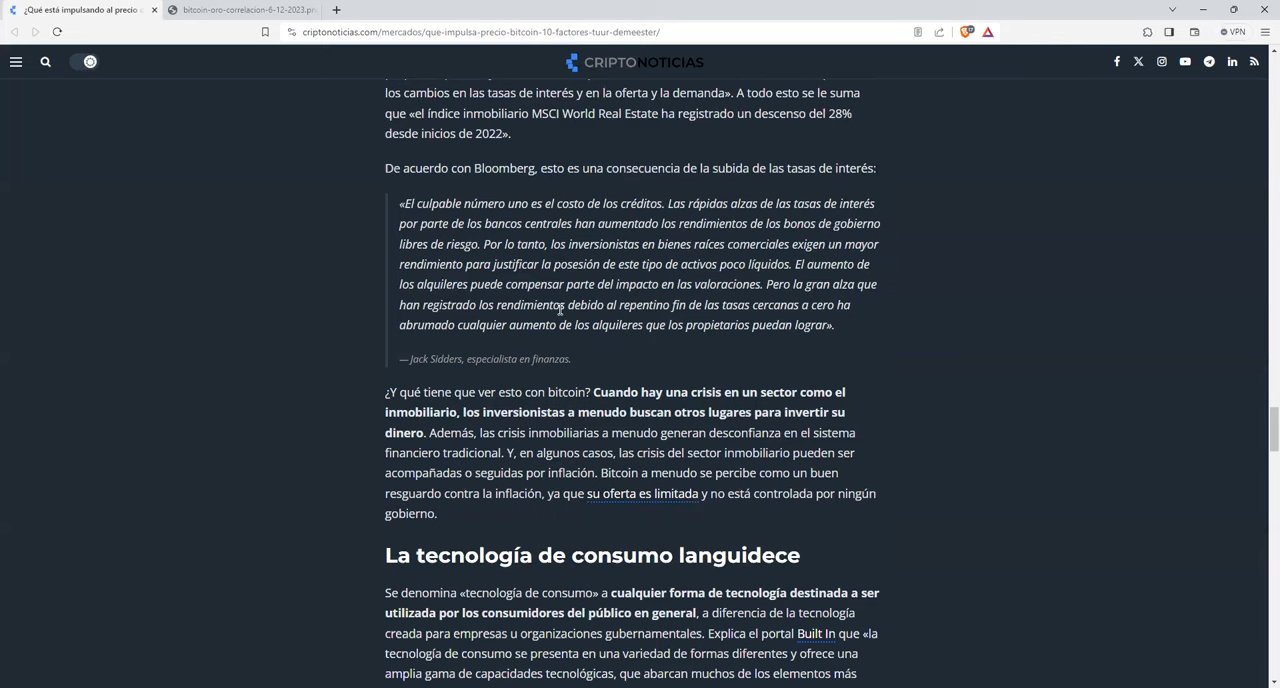 ¿Qué está impulsando al precio d
bitcoin-oro-correlacion-6-12-2023.pn
criptonoticias.com/mercados/que-impulsa-precio-bitcoin-10-factores-tuur-demeester/
VPN
CRIPTONOTICIAS
los cambios en las tasas de interés y en la oferta y la demanda». A todo esto se le suma
que «el índice inmobiliario MSCI World Real Estate ha registrado un descenso del 28%
desde inicios de 2022».
De acuerdo con Bloomberg, esto es una consecuencia de la subida de las tasas de interés:
«El culpable número uno es el costo de los créditos. Las rápidas alzas de las tasas de interés
por parte de los bancos centrales han aumentado los rendimientos de los bonos de gobierno
libres de riesgo. Por lo tanto, los inversionistas en bienes raíces comerciales exigen un mayor
rendimiento para justificar la posesión de este tipo de activos poco líquidos. El aumento de
los alquileres puede compensar parte del impacto en las valoraciones. Pero la gran alza que
han registrado los rendimientos debido al repentino fin de las tasas cercanas a cero ha
abrumado cualquier aumento de los alquileres que los propietarios puedan lograr».
— Jack Sidders, especialista en finanzas.
¿Y qué tiene que ver esto con bitcoin? Cuando hay una crisis en un sector como el
inmobiliario, los inversionistas a menudo buscan otros lugares para invertir su
dinero. Además, las crisis inmobiliarias a menudo generan desconfianza en el sistema
financiero tradicional. Y, en algunos casos, las crisis del sector inmobiliario pueden ser
acompañadas o seguidas por inflación. Bitcoin a menudo se percibe como un buen
resguardo contra la inflación, ya que su oferta es limitada y no está controlada por ningún
gobierno.
La tecnología de consumo languidece
Se denomina «tecnología de consumo» a cualquier forma de tecnología destinada a ser
utilizada por los consumidores del público en general, a diferencia de la tecnología
creada para empresas u organizaciones gubernamentales. Explica el portal Built In que «la
tecnología de consumo se presenta en una variedad de formas diferentes y ofrece una
amplia gama de capacidades tecnológicas, que abarcan muchos de los elementos más